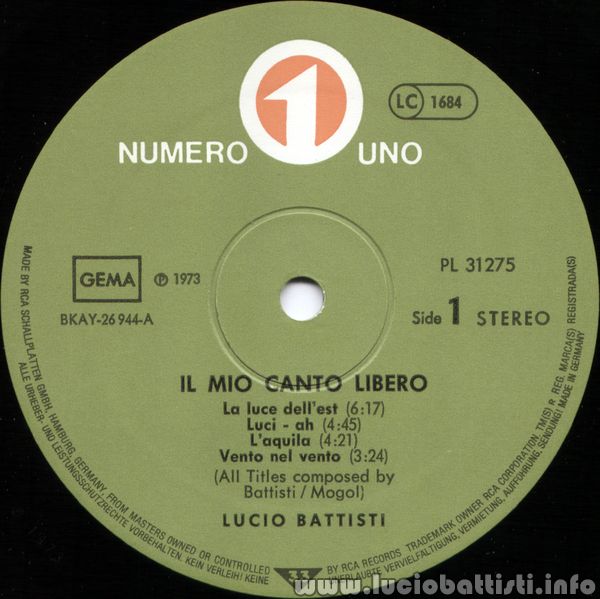 1
NUMERO UNO
LC 1684
GEMA
℗ 1973
BKAY-26 944-A
PL 31275
Side 1 STEREO
IL MIO CANTO LIBERO
La luce dell'est (6:17)
Luci - ah (4:45)
L'aquila (4:21)
Vento nel vento (3:24)
(All Titles composed by
Battisti / Mogol)
LUCIO BATTISTI
33
MADE BY RCA SCHALLPLATTEN GMBH, HAMBURG, GERMANY, FROM MASTERS OWNED OR CONTROLLED BY RCA RECORDS TRADEMARK OWNER RCA CORPORATION, TM(S) ® REG. MARCA(S) REGISTRADA(S)
ALLE URHEBER- UND LEISTUNGSSCHUTZRECHTE VORBEHALTEN. KEIN VERLEIH! KEINE UNERLAUBTE VERVIELFÄLTIGUNG, VERMIETUNG, AUFFÜHRUNG, SENDUNG! MADE IN GERMANY
www.luciobattisti.info